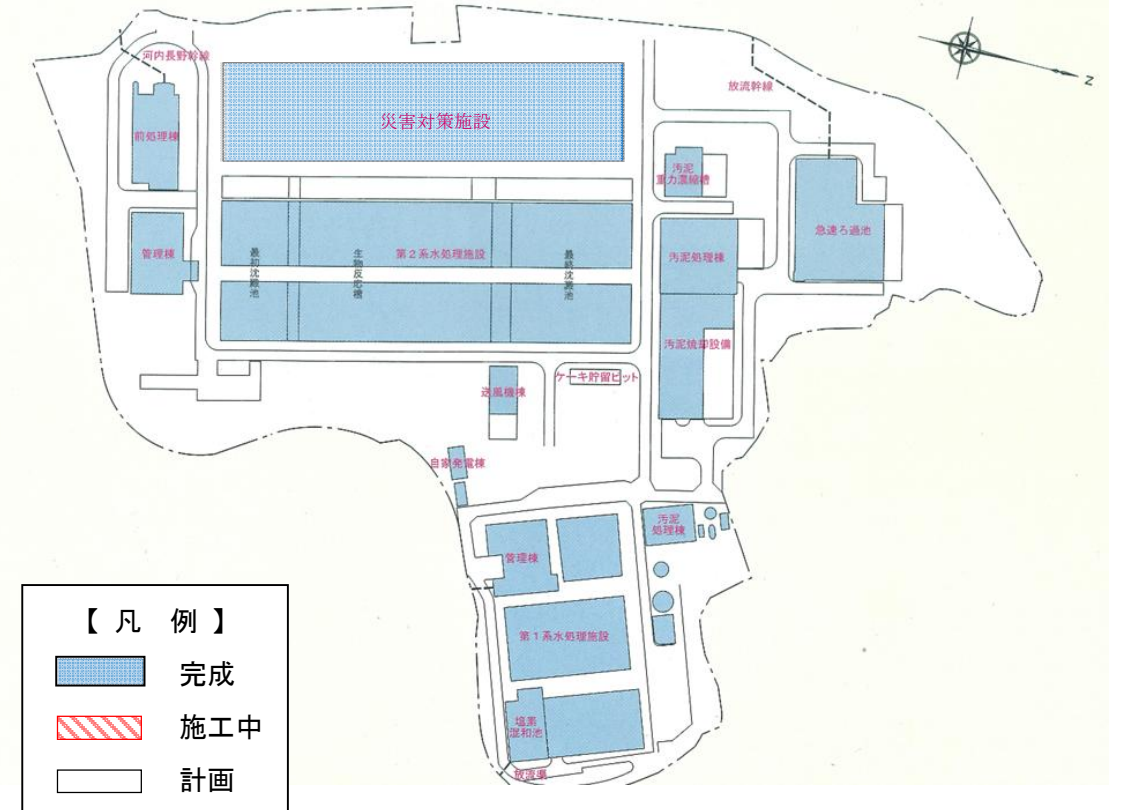 河内長野幹線
放流幹線
N
災害対策施設
前処理棟
汚泥
重力濃縮槽
急速ろ過池
管理棟
最初沈殿池
生物反応槽
第2系水処理施設
最終沈殿池
汚泥処理棟
汚泥焼却設備
ケーキ貯留ピット
送風機棟
自家発電棟
汚泥
処理棟
管理棟
第1系水処理施設
塩素
混和池
放流渠
【 凡 例 】
完成
施工中
計画